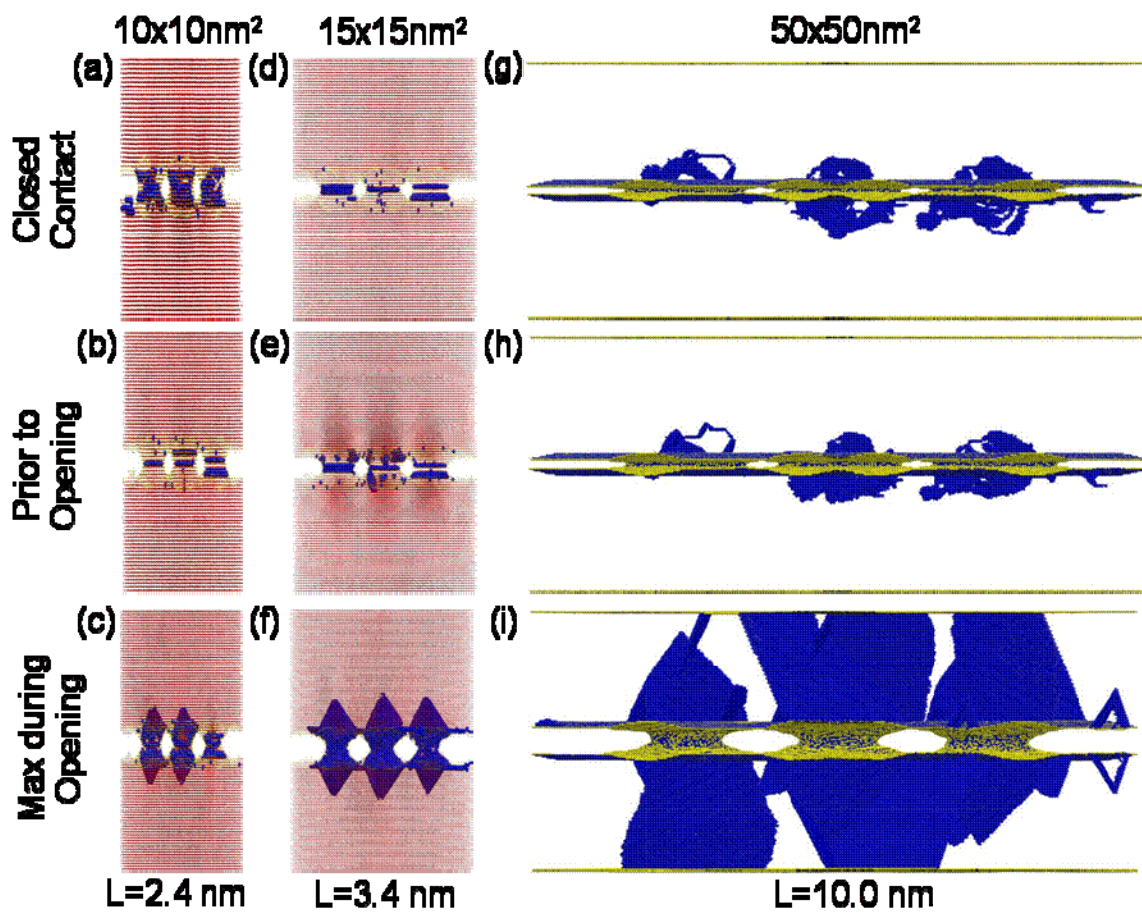 10x10nm²
15x15nm²
50x50nm²
(a)
(d)
(g)
Closed
Contact
(b)
(e)
(h)
Prior to
Opening
(c)
(f)
(i)
Max during
Opening
L=2.4 nm
L=3.4 nm
L=10.0 nm